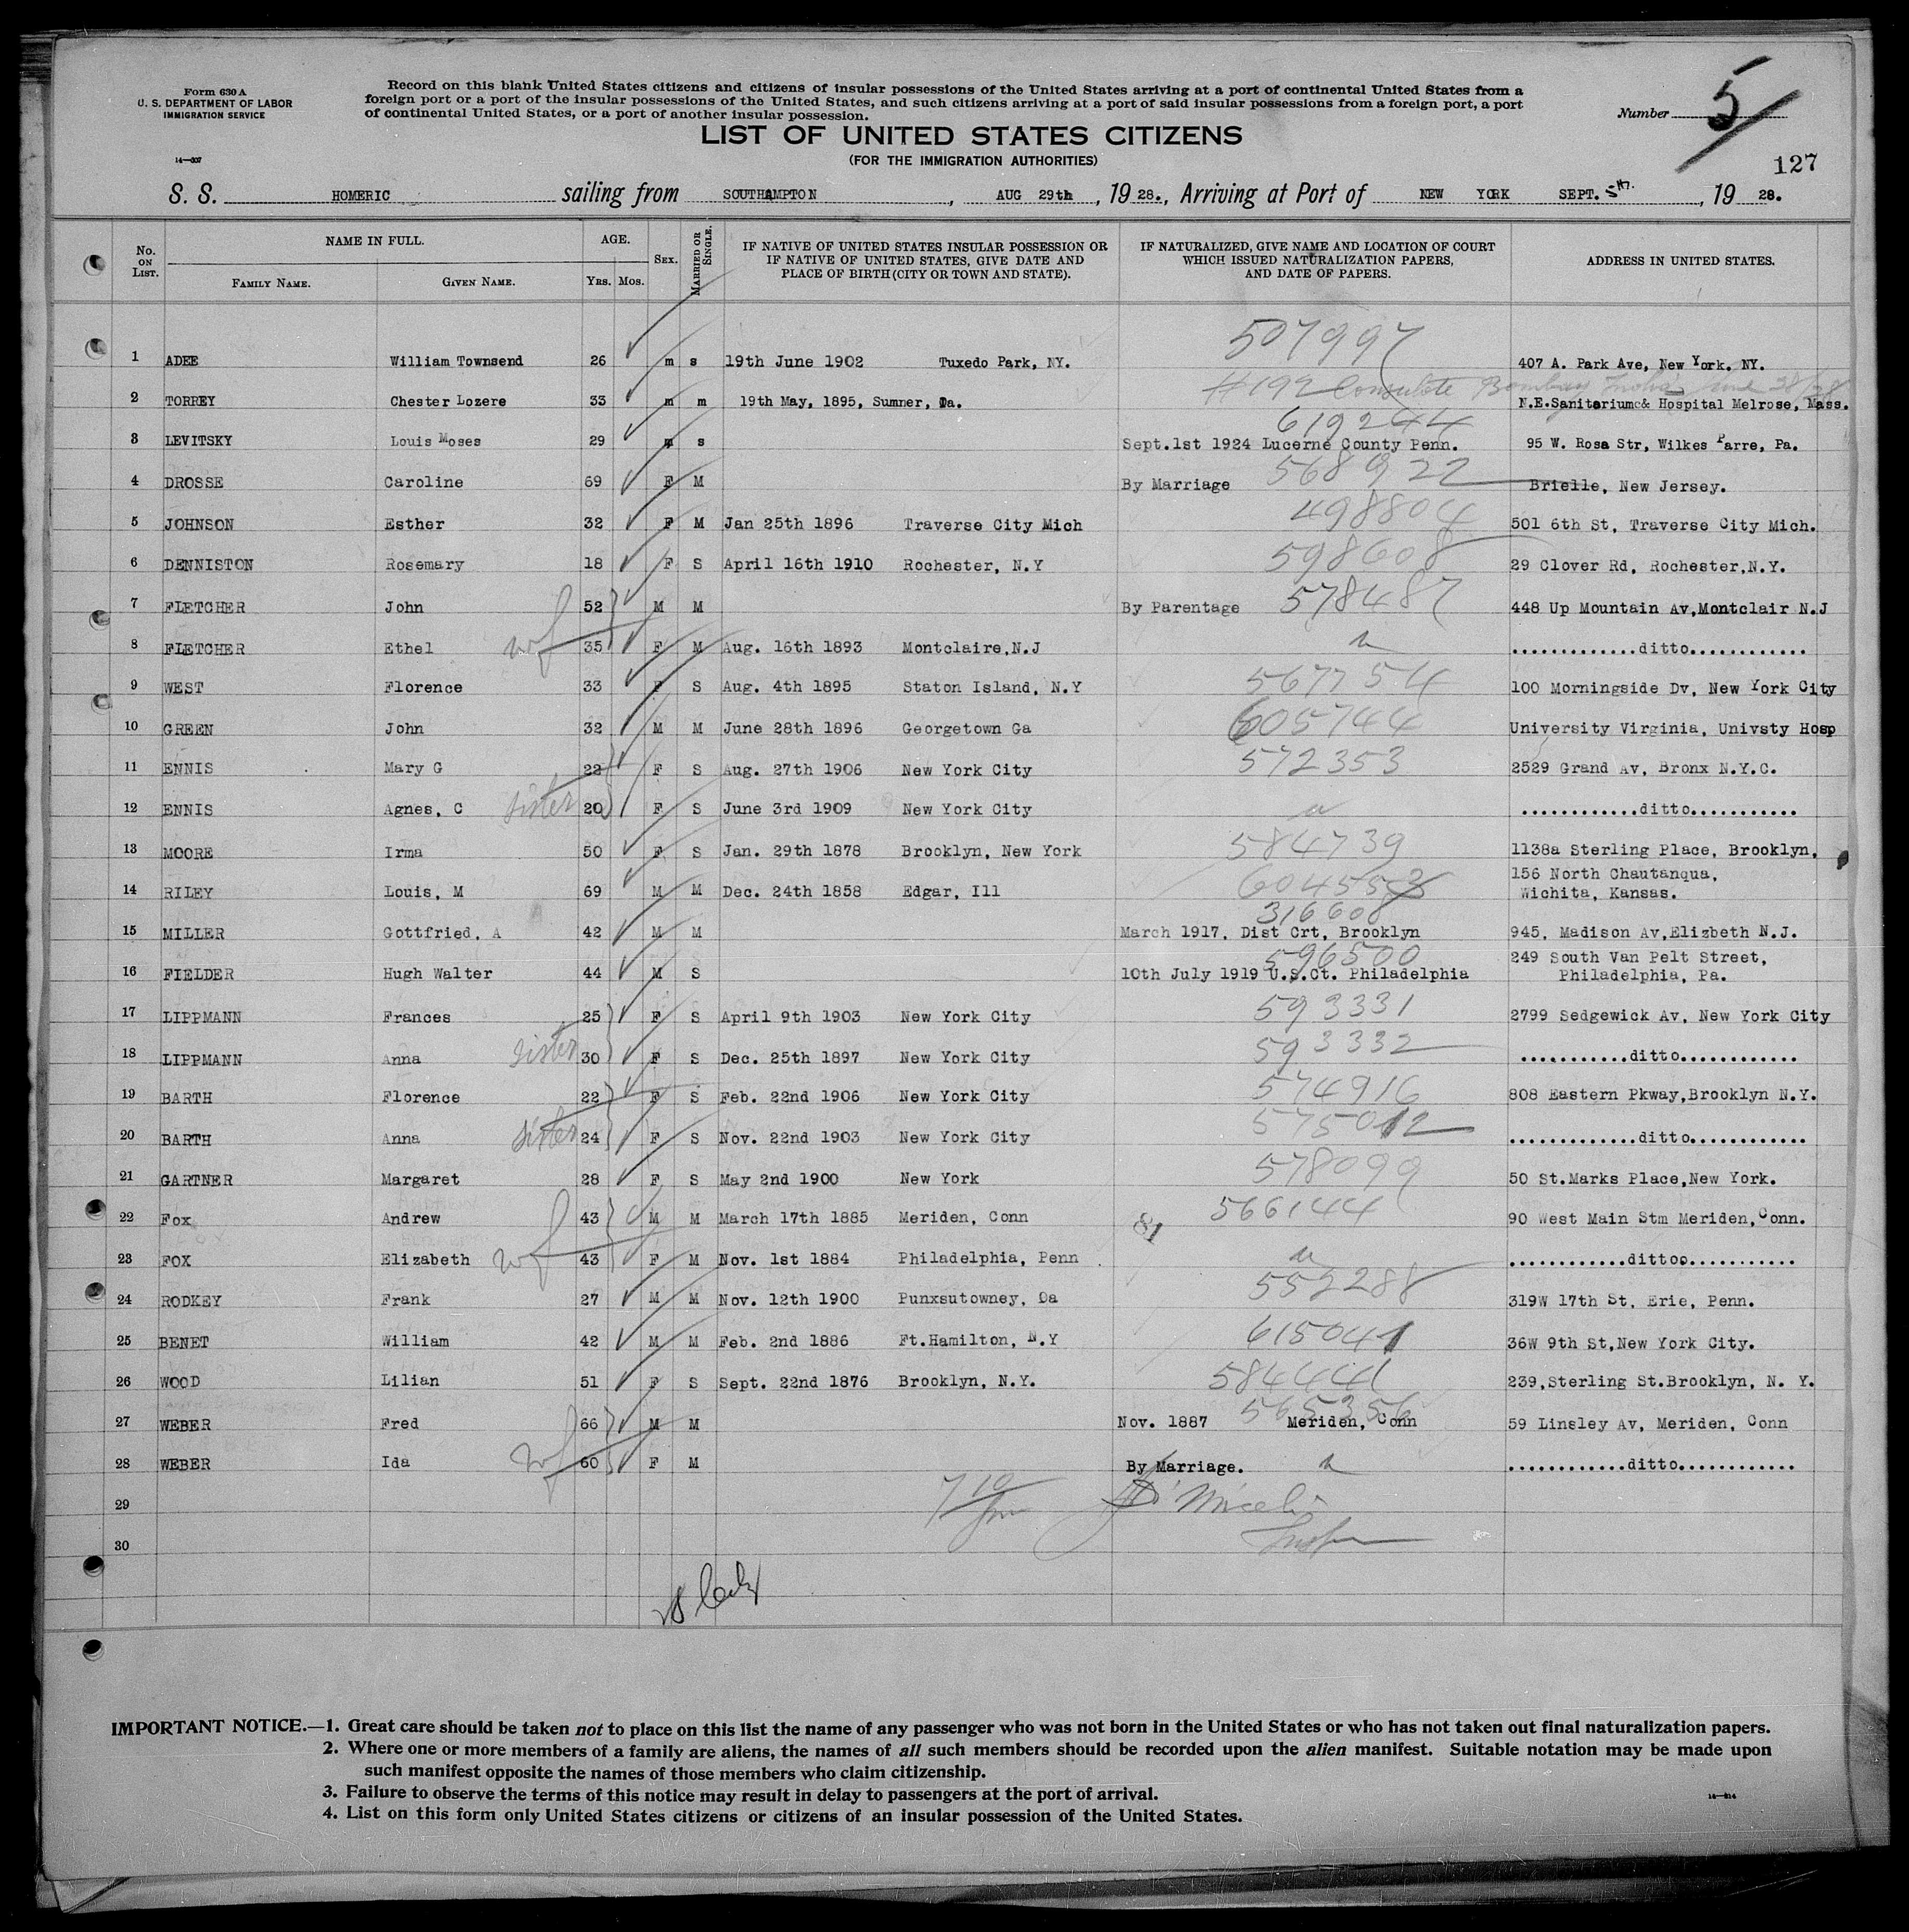 Form 630 A
U. S. DEPARTMENT OF LABOR
IMMIGRATION SERVICE
14—307
Record on this blank United States citizens and citizens of insular possessions of the United States arriving at a port of continental United States from a
foreign port or a port of the insular possessions of the United States, and such citizens arriving at a port of said insular possessions from a foreign port, a port
of continental United States, or a port of another insular possession.
Number 5
127
LIST OF UNITED STATES CITIZENS
(FOR THE IMMIGRATION AUTHORITIES)
S. S. HOMERIC sailing from SOUTHAMPTON, AUG 29th, 1928., Arriving at Port of NEW YORK SEPT. 5TH., 1928.
No. ON LIST. NAME IN FULL. FAMILY NAME. GIVEN NAME. AGE. YRS. MOS. SEX. MARRIED OR SINGLE. IF NATIVE OF UNITED STATES INSULAR POSSESSION OR IF NATIVE OF UNITED STATES, GIVE DATE AND PLACE OF BIRTH (CITY OR TOWN AND STATE). IF NATURALIZED, GIVE NAME AND LOCATION OF COURT WHICH ISSUED NATURALIZATION PAPERS, AND DATE OF PAPERS. ADDRESS IN UNITED STATES.
1 ADEE William Townsend 26 m s 19th June 1902 Tuxedo Park, NY. 507997 407 A. Park Ave, New York. NY.
#192 Consulate Bombay India June 28/28
2 TORREY Chester Lozere 33 m m 19th May, 1895, Sumner, Ia. N.E.Sanitarium& Hospital Melrose, Mass.
619244
3 LEVITSKY Louis Moses 29 m s Sept.1st 1924 Lucerne County Penn. 95 W. Rosa Str, Wilkes Parre, Pa.
4 DROSSE Caroline 69 F M By Marriage 568922 Brielle, New Jersey.
5 JOHNSON Esther 32 F M Jan 25th 1896 Traverse City Mich 498804 501 6th St, Traverse City Mich.
6 DENNISTON Rosemary 18 F S April 16th 1910 Rochester, N.Y 598608 29 Clover Rd, Rochester,N.Y.
7 FLETCHER John 52 M M By Parentage 578487 448 Up Mountain Av,Montclair N.J
8 FLETCHER Ethel wf 35 F M Aug. 16th 1893 Montclaire,N.J " .............ditto............
9 WEST Florence 33 F S Aug. 4th 1895 Staton Island, N.Y 567754 100 Morningside Dv, New York City
10 GREEN John 32 M M June 28th 1896 Georgetown Ga 605744 University Virginia, Univsty Hosp
11 ENNIS Mary G 22 F S Aug. 27th 1906 New York City 572353 2529 Grand Av, Bronx N.Y.C.
12 ENNIS Agnes, C sister 20 F S June 3rd 1909 New York City " ............ditto...........
13 MOORE Irma 50 F S Jan. 29th 1878 Brooklyn, New York 584739 1138a Sterling Place, Brooklyn,
14 RILEY Louis, M 69 M M Dec. 24th 1858 Edgar, Ill 156 North Chautanqua,
Wichita, Kansas.
316608
15 MILLER Gottfried, A 42 M M March 1917, Dist Crt, Brooklyn 945, Madison Av,Elizbeth N.J.
596500
16 FIELDER Hugh Walter 44 M S 10th July 1919 U.S.Ct. Philadelphia 249 South Van Pelt Street,
Philadelphia, Pa.
17 LIPPMANN Frances 25 F S April 9th 1903 New York City 593331 2799 Sedgewick Av, New York City
18 LIPPMANN Anna sister 30 F S Dec. 25th 1897 New York City 593332 ...........ditto............
19 BARTH Florence 22 F S Feb. 22nd 1906 New York City 574916 808 Eastern Pkway,Brooklyn N.Y.
20 BARTH Anna sister 24 F S Nov. 22nd 1903 New York City 575012 .............ditto............
21 GARTNER Margaret 28 F S May 2nd 1900 New York 578099 50 St.Marks Place,New York.
22 Fox Andrew 43 M M March 17th 1885 Meriden, Conn 81 566144 90 West Main Stm Meriden,Conn.
23 FOX Elizabeth wf 43 F M Nov. 1st 1884 Philadelphia, Penn " ............dittoo...........
24 RODKEY Frank 27 M M Nov. 12th 1900 Punxsutowney, Oa 552288 319W 17th St, Erie, Penn.
25 BENET William 42 M M Feb. 2nd 1886 Ft.Hamilton, N.Y 615041 36W 9th St,New York City.
26 WOOD Lilian 51 F S Sept. 22nd 1876 Brooklyn, N.Y. 584441 239,Sterling St.Brooklyn, N. Y.
27 WEBER Fred 66 M M Nov. 1887 565356 Meriden, Conn 59 Linsley Av, Meriden, Conn
28 WEBER Ida wf 60 F M By Marriage. " ............ditto............
29 Miceli
30 Insp
IMPORTANT NOTICE.—1. Great care should be taken not to place on this list the name of any passenger who was not born in the United States or who has not taken out final naturalization papers.
2. Where one or more members of a family are aliens, the names of all such members should be recorded upon the alien manifest. Suitable notation may be made upon
such manifest opposite the names of those members who claim citizenship.
3. Failure to observe the terms of this notice may result in delay to passengers at the port of arrival.
4. List on this form only United States citizens or citizens of an insular possession of the United States.